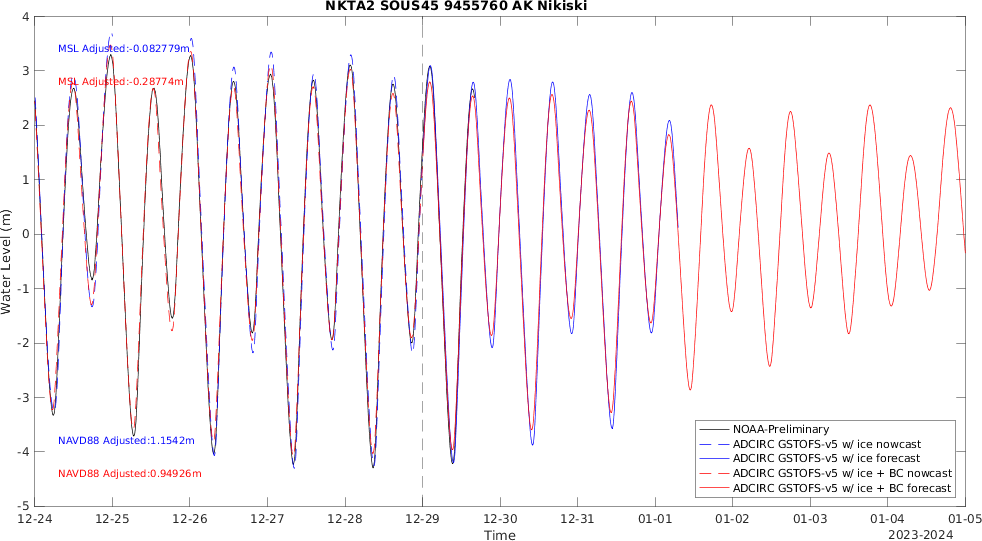 NKTA2 SOUS45 9455760 AK Nikiski
4
3
2
1
0
-1
-2
-3
-4
-5
Water Level (m)
MSL Adjusted:-0.082779m
MSL Adjusted:-0.28774m
NAVD88 Adjusted:1.1542m
NAVD88 Adjusted:0.94926m
NOAA-Preliminary
ADCIRC GSTOFS-v5 w/ ice nowcast
ADCIRC GSTOFS-v5 w/ ice forecast
ADCIRC GSTOFS-v5 w/ ice + BC nowcast
ADCIRC GSTOFS-v5 w/ ice + BC forecast
12-24 12-25 12-26 12-27 12-28 12-29 12-30 12-31 01-01 01-02 01-03 01-04 01-05
Time
2023-2024